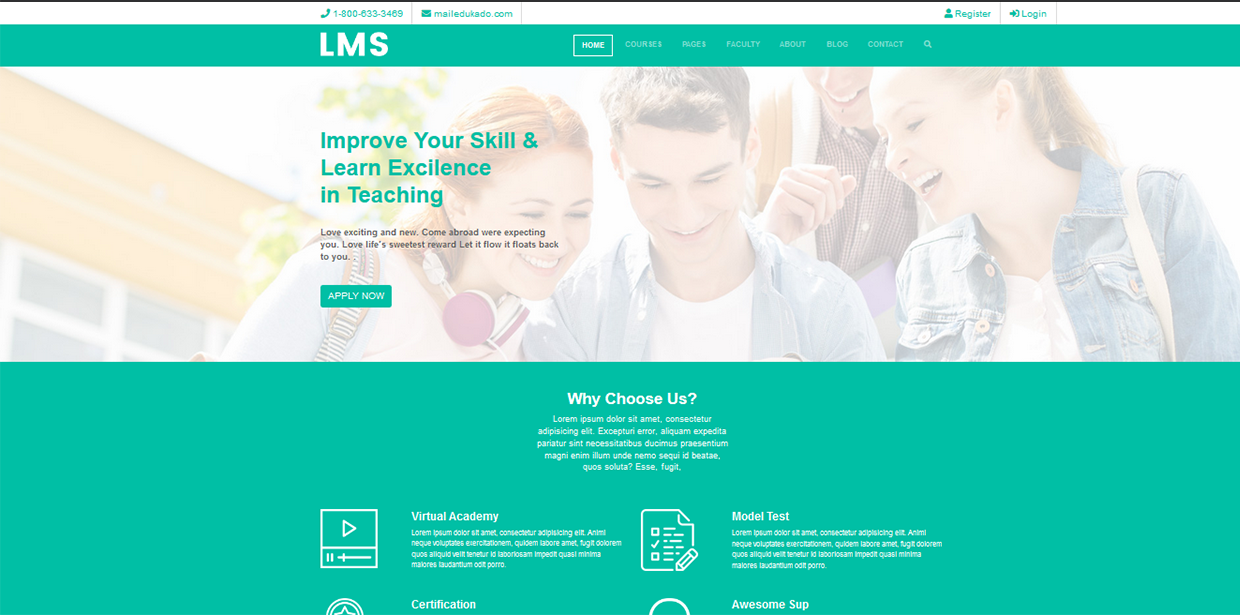 1-800-633-3469 mailedukado.com Register Login
LMS HOME COURSES PAGES FACULTY ABOUT BLOG CONTACT
Improve Your Skill &
Learn Excilence
in Teaching
Love exciting and new. Come abroad were expecting
you. Love life's sweetest reward Let it flow it floats back
to you. .
APPLY NOW
Why Choose Us?
Lorem ipsum dolor sit amet, consectetur
adipisicing elit. Excepturi error, aliquam expedita
pariatur sint necessitatibus ducimus praesentium
magni enim illum unde nemo sequi id beatae,
quos soluta? Esse, fugit,
Virtual Academy
Lorem ipsum dolor sit amet, consectetur adipisicing elit. Animi
neque voluptates exercitationem, quidem labore amet, fugit dolorem
quos aliquid velit tenetur id laboriosam impedit quasi minima
maiores laudantium odit porro.
Model Test
Lorem ipsum dolor sit amet, consectetur adipisicing elit. Animi
neque voluptates exercitationem, quidem labore amet, fugit dolorem
quos aliquid velit tenetur id laboriosam impedit quasi minima
maiores laudantium odit porro.
Certification
Awesome Sup